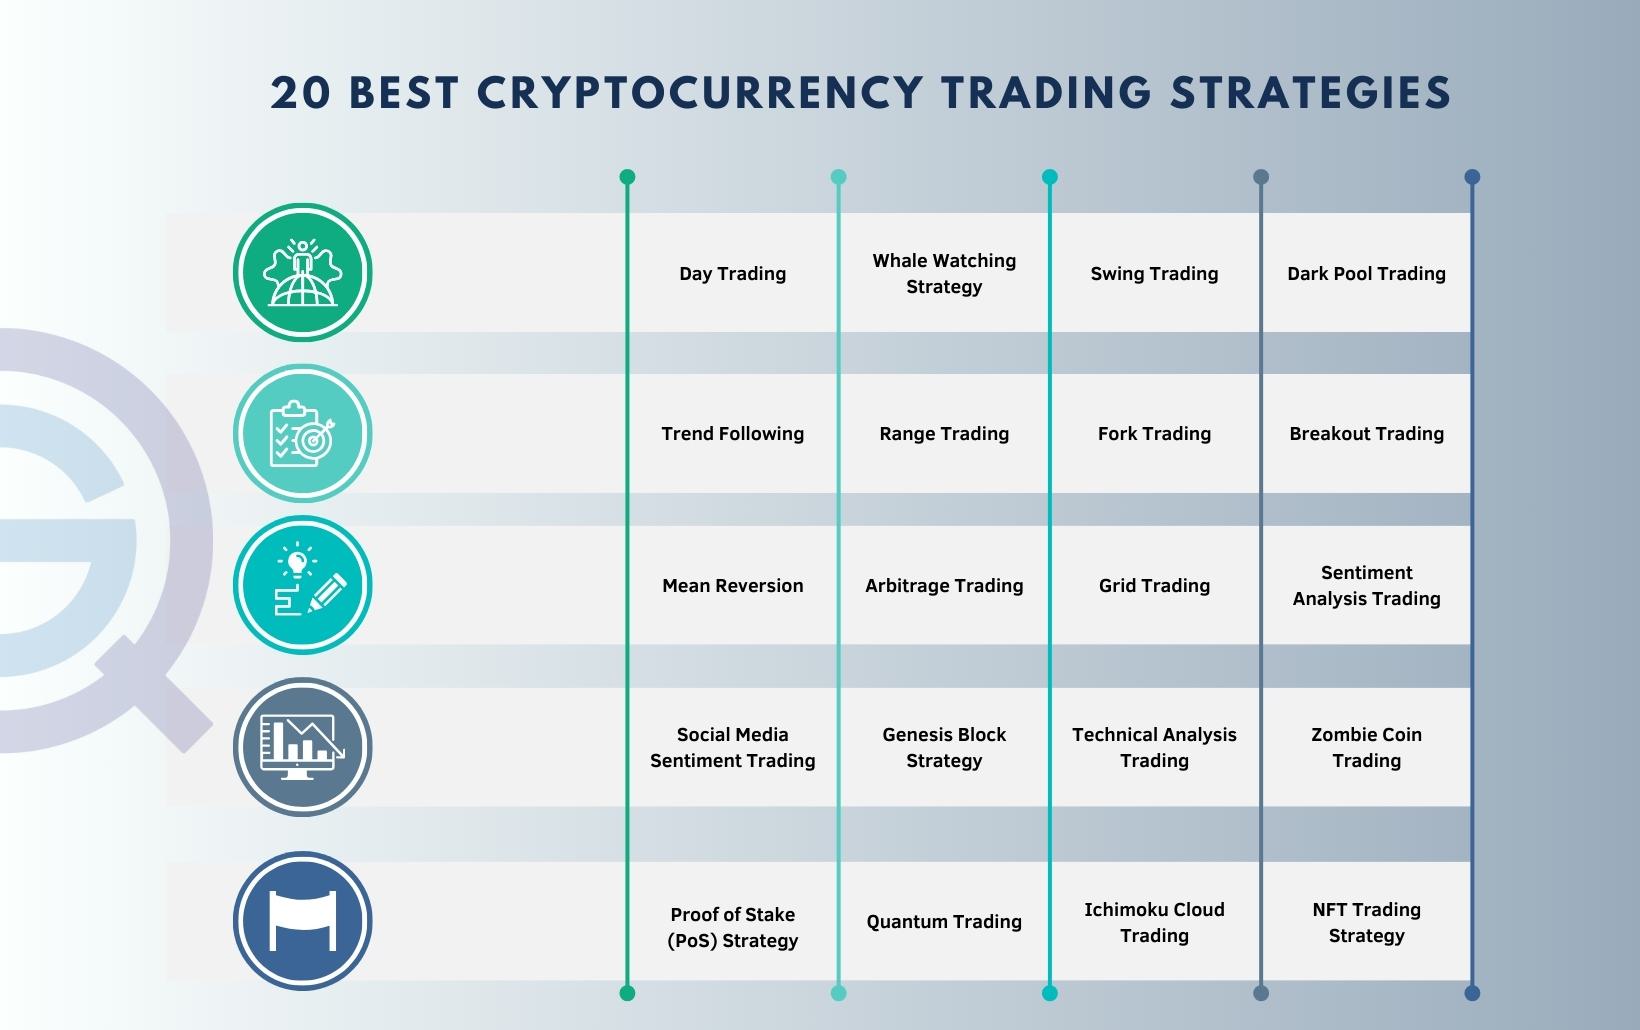 20 BEST CRYPTOCURRENCY TRADING STRATEGIES
Day Trading
Whale Watching
Strategy
Swing Trading
Dark Pool Trading
Trend Following
Range Trading
Fork Trading
Breakout Trading
Mean Reversion
Arbitrage Trading
Grid Trading
Sentiment
Analysis Trading
Social Media
Sentiment Trading
Genesis Block
Strategy
Technical Analysis
Trading
Zombie Coin
Trading
Proof of Stake
(PoS) Strategy
Quantum Trading
Ichimoku Cloud
Trading
NFT Trading
Strategy